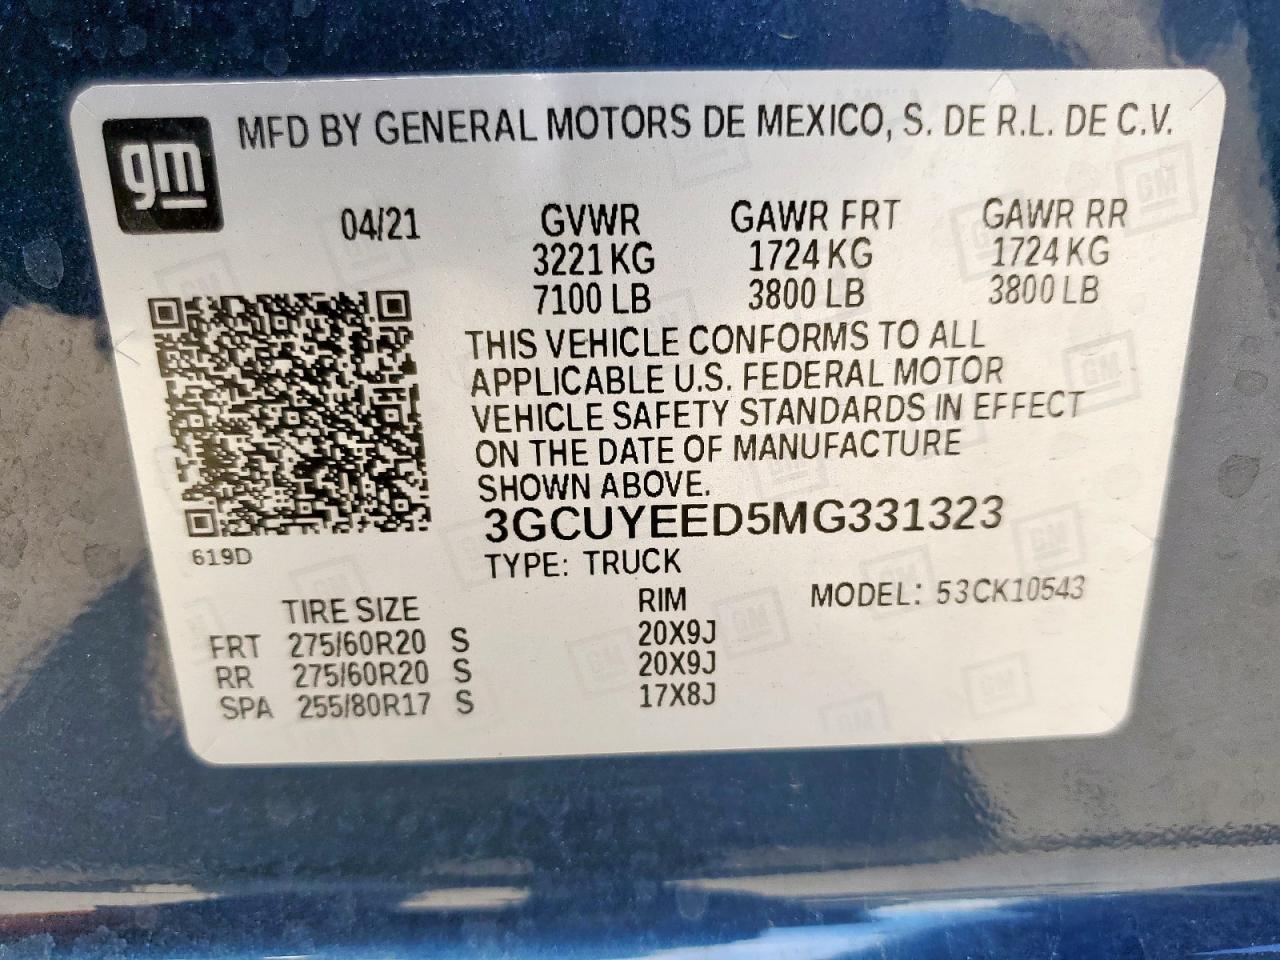 gm
MFD BY GENERAL MOTORS DE MEXICO, S. DE R.L. DE C.V.
04/21 GVWR GAWR FRT GAWR RR
3221 KG 1724 KG 1724 KG
7100 LB 3800 LB 3800 LB
THIS VEHICLE CONFORMS TO ALL
APPLICABLE U.S. FEDERAL MOTOR
VEHICLE SAFETY STANDARDS IN EFFECT
ON THE DATE OF MANUFACTURE
SHOWN ABOVE.
3GCUYEED5MG331323
619D
TYPE: TRUCK
TIRE SIZE RIM MODEL: 53CK10543
FRT 275/60R20 S 20X9J
RR 275/60R20 S 20X9J
SPA 255/80R17 S 17X8J